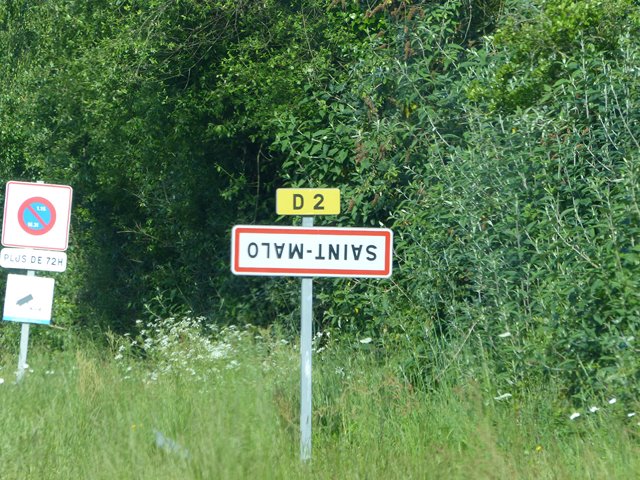 D 2
SAINT-MALO
PLUS DE 72H